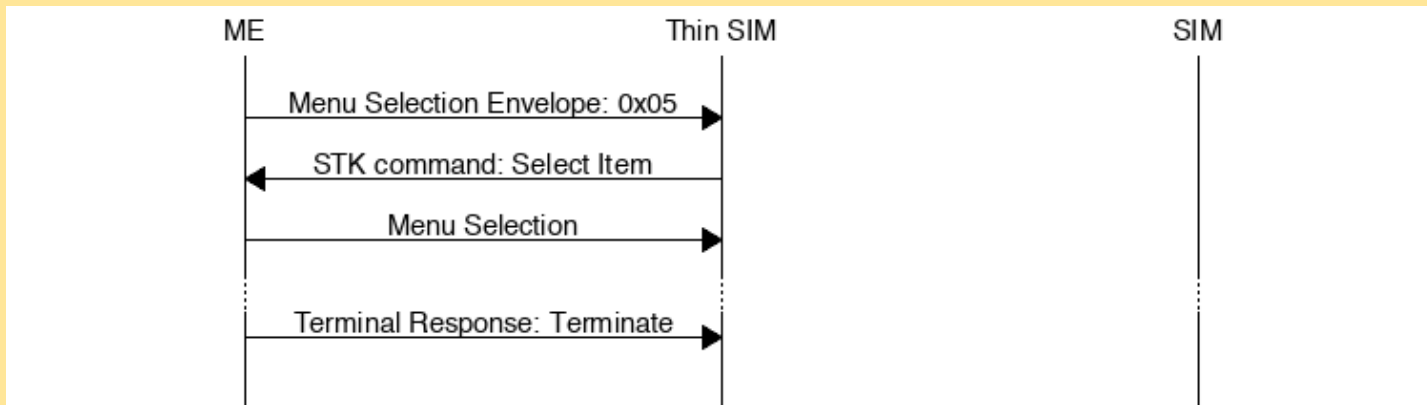 ME Thin SIM SIM
Menu Selection Envelope: 0x05
STK command: Select Item
Menu Selection
Terminal Response: Terminate